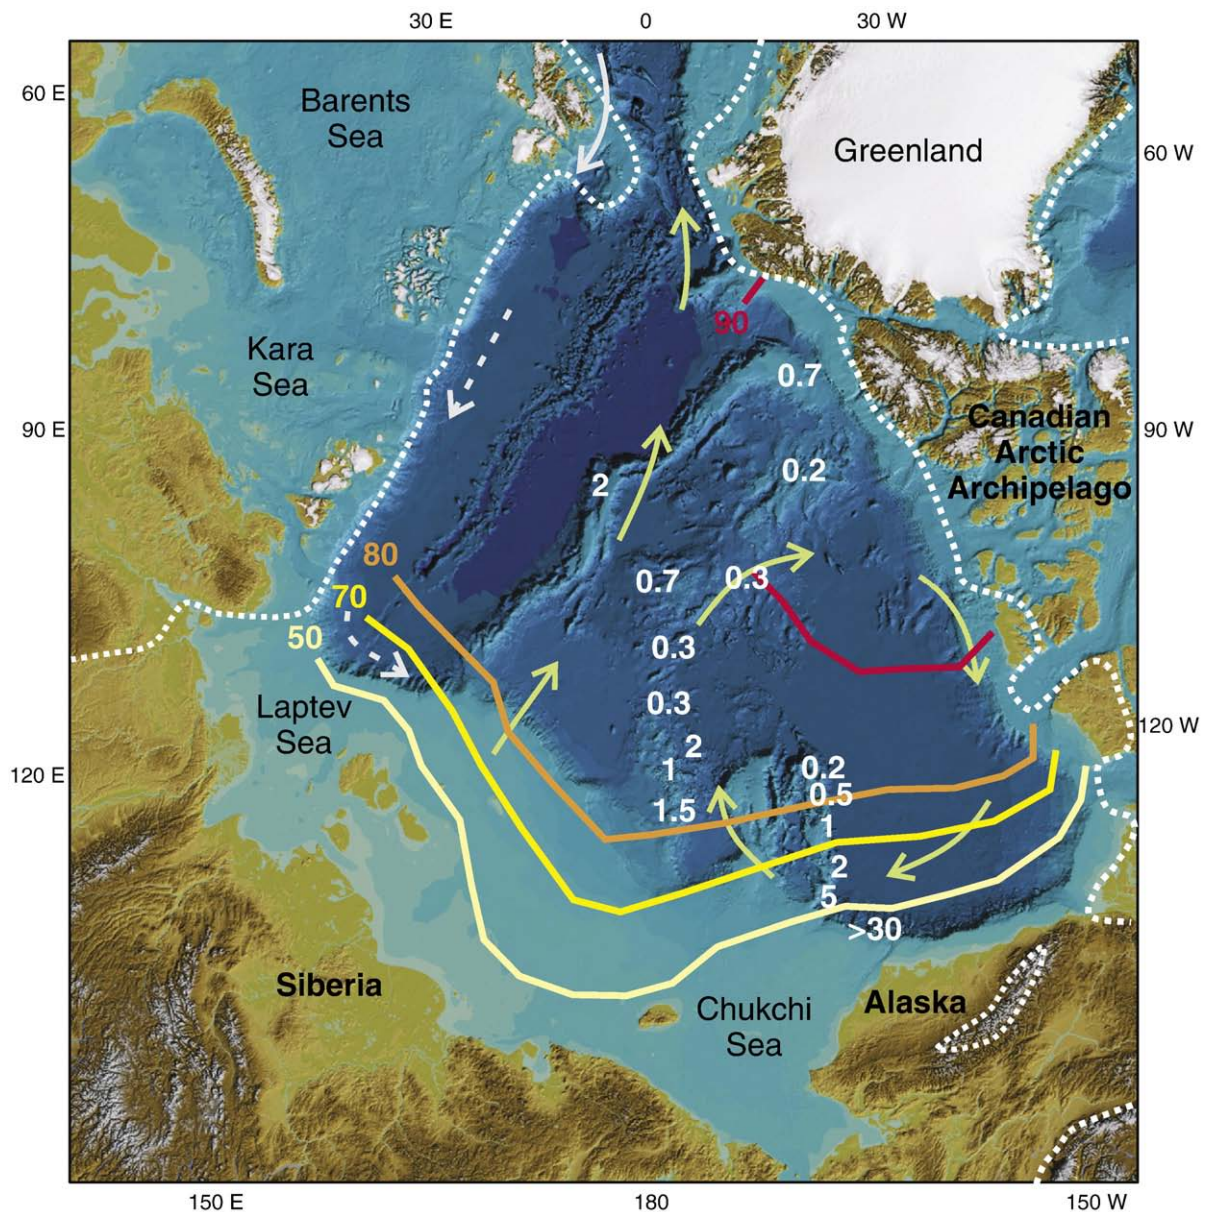 30 E
0
30 W
60 E
Barents
Sea
Greenland
60 W
90
Kara
Sea
0.7
90 E
Canadian
Arctic
Archipelago
90 W
2
0.2
80
0.7
0.3
70
50
0.3
Laptev
Sea
0.3
120 W
2
120 E
1
0.2
0.5
1.5
1
2
5
>30
Siberia
Chukchi
Sea
Alaska
150 E
180
150 W